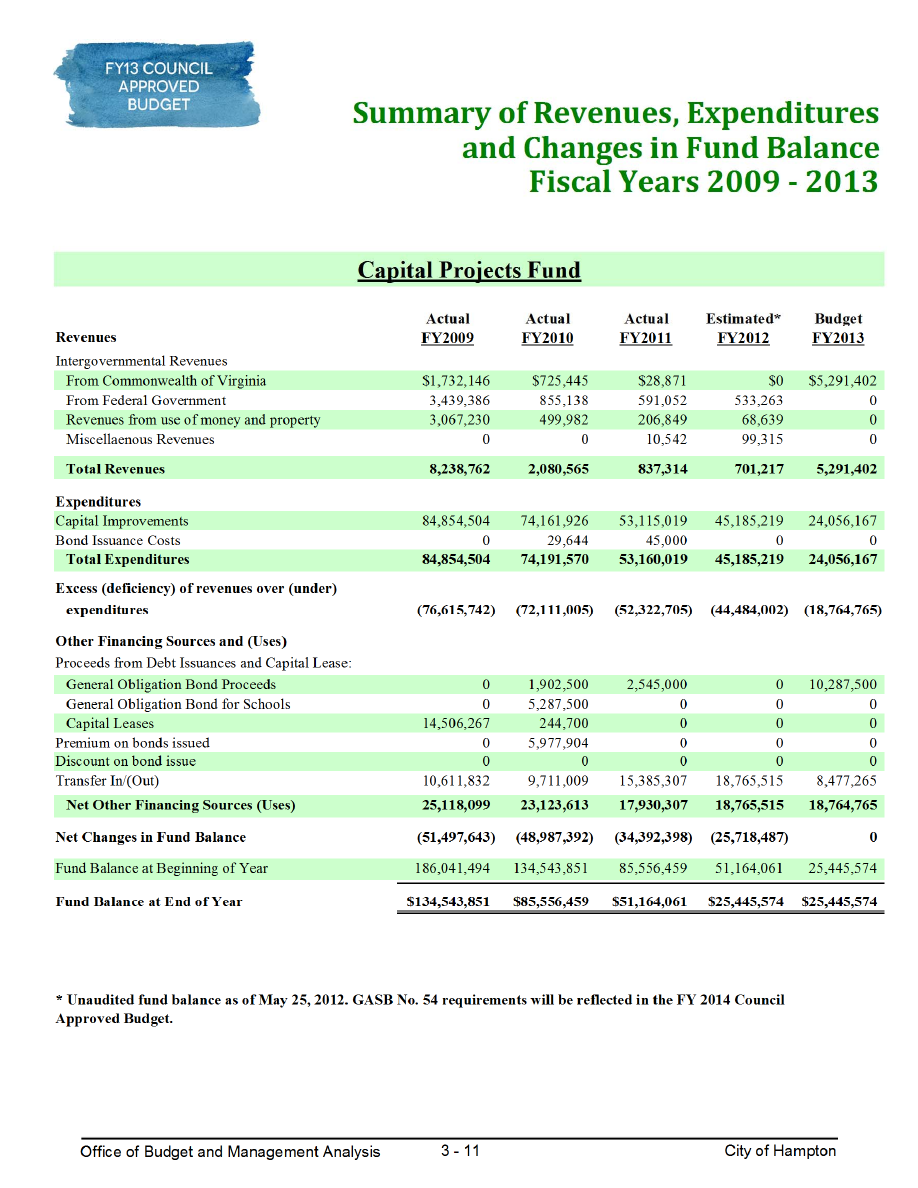 FY13 COUNCIL
APPROVED
BUDGET
Summary of Revenues, Expenditures
and Changes in Fund Balance
Fiscal Years 2009 - 2013
Capital Projects Fund
Actual Actual Actual Estimated* Budget
Revenues FY2009 FY2010 FY2011 FY2012 FY2013
Intergovernmental Revenues
From Commonwealth of Virginia $1,732,146 $725,445 $28,871 $0 $5,291,402
From Federal Government 3,439,386 855,138 591,052 533,263 0
Revenues from use of money and property 3,067,230 499,982 206,849 68,639 0
Miscellaenous Revenues 0 0 10,542 99,315 0
Total Revenues 8,238,762 2,080,565 837,314 701,217 5,291,402
Expenditures
Capital Improvements 84,854,504 74,161,926 53,115,019 45,185,219 24,056,167
Bond Issuance Costs 0 29,644 45,000 0 0
Total Expenditures 84,854,504 74,191,570 53,160,019 45,185,219 24,056,167
Excess (deficiency) of revenues over (under)
expenditures (76,615,742) (72,111,005) (52,322,705) (44,484,002) (18,764,765)
Other Financing Sources and (Uses)
Proceeds from Debt Issuances and Capital Lease:
General Obligation Bond Proceeds 0 1,902,500 2,545,000 0 10,287,500
General Obligation Bond for Schools 0 5,287,500 0 0 0
Capital Leases 14,506,267 244,700 0 0 0
Premium on bonds issued 0 5,977,904 0 0 0
Discount on bond issue 0 0 0 0 0
Transfer In/(Out) 10,611,832 9,711,009 15,385,307 18,765,515 8,477,265
Net Other Financing Sources (Uses) 25,118,099 23,123,613 17,930,307 18,765,515 18,764,765
Net Changes in Fund Balance (51,497,643) (48,987,392) (34,392,398) (25,718,487) 0
Fund Balance at Beginning of Year 186,041,494 134,543,851 85,556,459 51,164,061 25,445,574
Fund Balance at End of Year $134,543,851 $85,556,459 $51,164,061 $25,445,574 $25,445,574
* Unaudited fund balance as of May 25, 2012. GASB No. 54 requirements will be reflected in the FY 2014 Council
Approved Budget.
Office of Budget and Management Analysis 3 - 11 City of Hampton